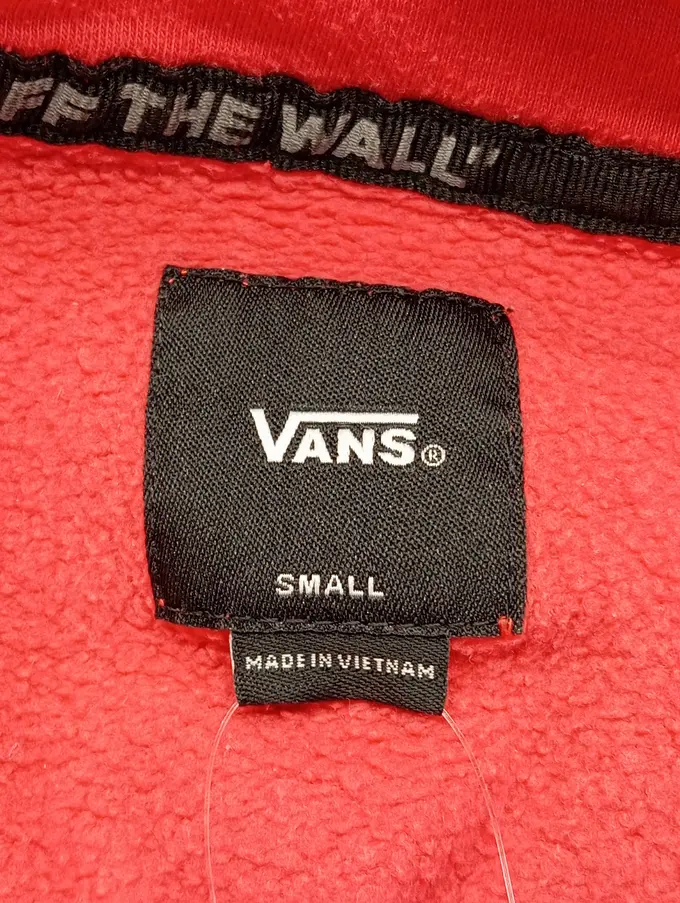 FF THE WALL"
VANS®
SMALL
MADE IN VIETNAM